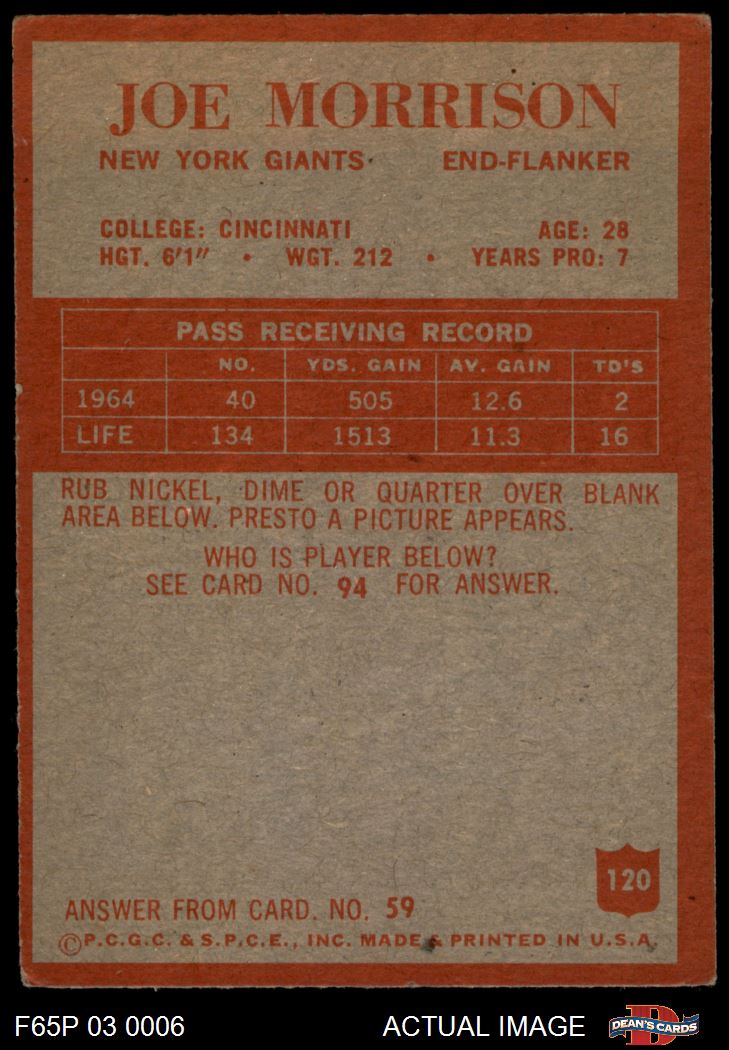 JOE MORRISON
NEW YORK GIANTS END-FLANKER
COLLEGE: CINCINNATI AGE: 28
HGT. 6'1" • WGT. 212 • YEARS PRO: 7
PASS RECEIVING RECORD
NO. YDS. GAIN AV. GAIN TD'S
1964 40 505 12.6 2
LIFE 134 1513 11.3 16
RUB NICKEL, DIME OR QUARTER OVER BLANK
AREA BELOW. PRESTO A PICTURE APPEARS.
WHO IS PLAYER BELOW?
SEE CARD NO. 94 FOR ANSWER.
120
ANSWER FROM CARD. NO. 59
©P.C.G.C. & S.P.C.E., INC. MADE & PRINTED IN U.S.A.
F65P 03 0006 ACTUAL IMAGE
D
DEAN'S CARDS